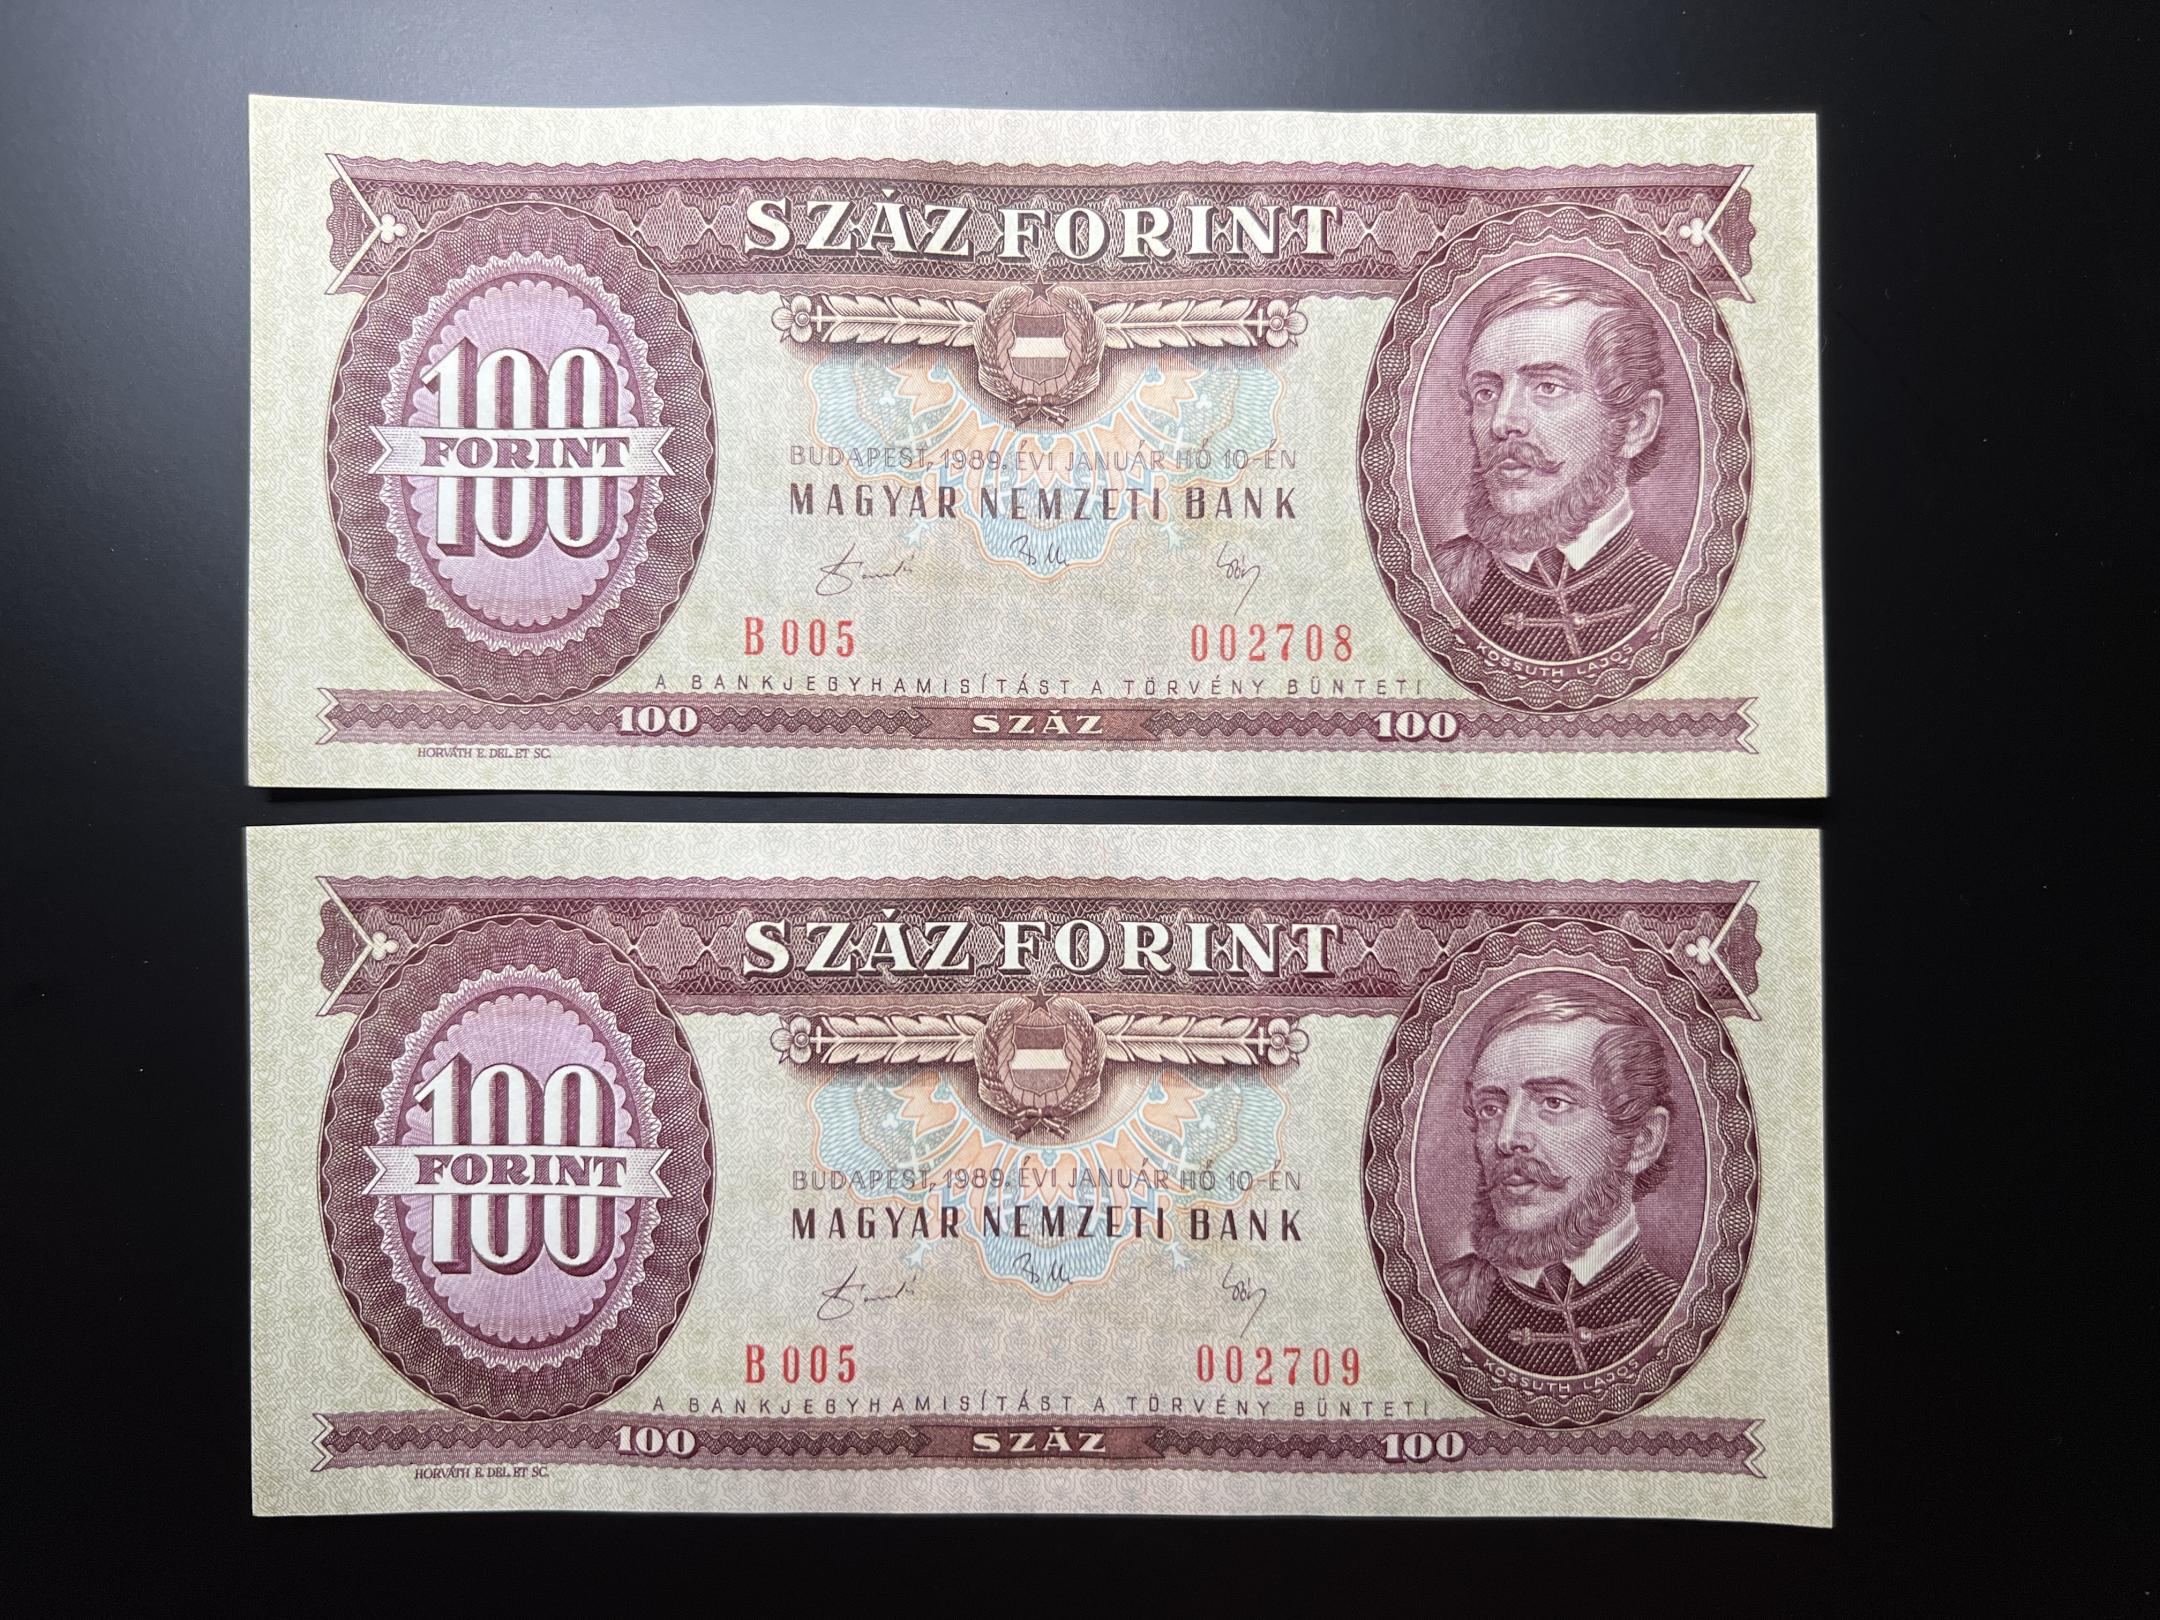 SZÁZ FORINT
100
FORINT
100
BUDAPEST, 1989. ÉVI JANUÁR HÓ 10-ÉN
MAGYAR NEMZETI BANK
B 005 002708
KOSSUTH LAJOS
A BANKJEGYHAMISÍTÁST A TÖRVÉNY BÜNTETI
100 SZÁZ 100
HORVÁTH E. DEL. ET SC.
SZÁZ FORINT
100
FORINT
100
BUDAPEST, 1989. ÉVI JANUÁR HÓ 10-ÉN
MAGYAR NEMZETI BANK
B 005 002709
KOSSUTH LAJOS
A BANKJEGYHAMISÍTÁST A TÖRVÉNY BÜNTETI
100 SZÁZ 100
HORVÁTH E. DEL. ET SC.